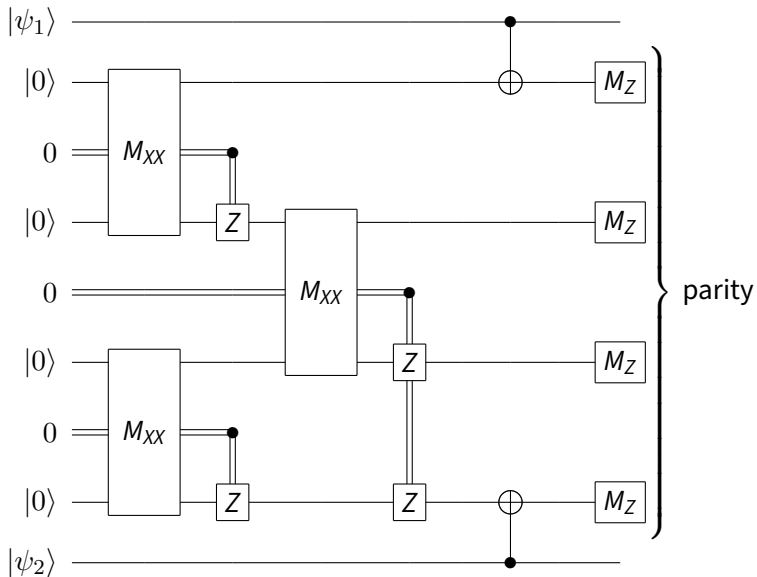 |ψ₁⟩
|0⟩ M_Z
0 M_XX
|0⟩ Z M_Z
0 M_XX parity
|0⟩ Z M_Z
0 M_XX
|0⟩ Z Z M_Z
|ψ₂⟩